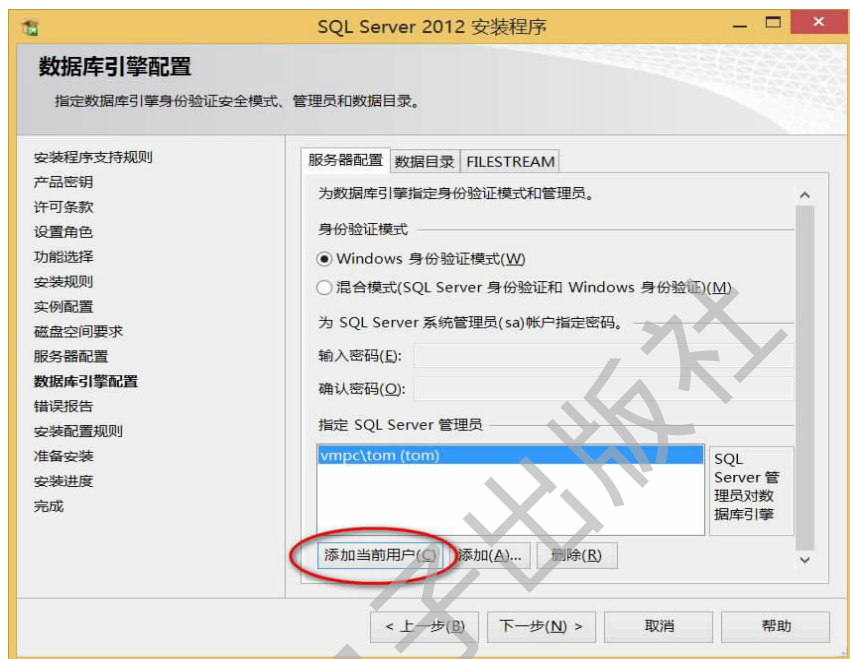 SQL Server 2012 安装程序
数据库引擎配置
指定数据库引擎身份验证安全模式、管理员和数据目录。
安装程序支持规则
产品密钥
许可条款
设置角色
功能选择
安装规则
实例配置
磁盘空间要求
服务器配置
数据库引擎配置
错误报告
安装配置规则
准备安装
安装进度
完成
服务器配置 数据目录 FILESTREAM
为数据库引擎指定身份验证模式和管理员。
身份验证模式
Windows 身份验证模式(W)
混合模式(SQL Server 身份验证和 Windows 身份验证)(M)
为 SQL Server 系统管理员(sa)帐户指定密码。
输入密码(E):
确认密码(O):
指定 SQL Server 管理员
vmpc\tom (tom)
SQL
Server 管
理员对数
据库引擎
添加当前用户(C) 添加(A)... 删除(R)
< 上一步(B) 下一步(N) > 取消 帮助
子出版社